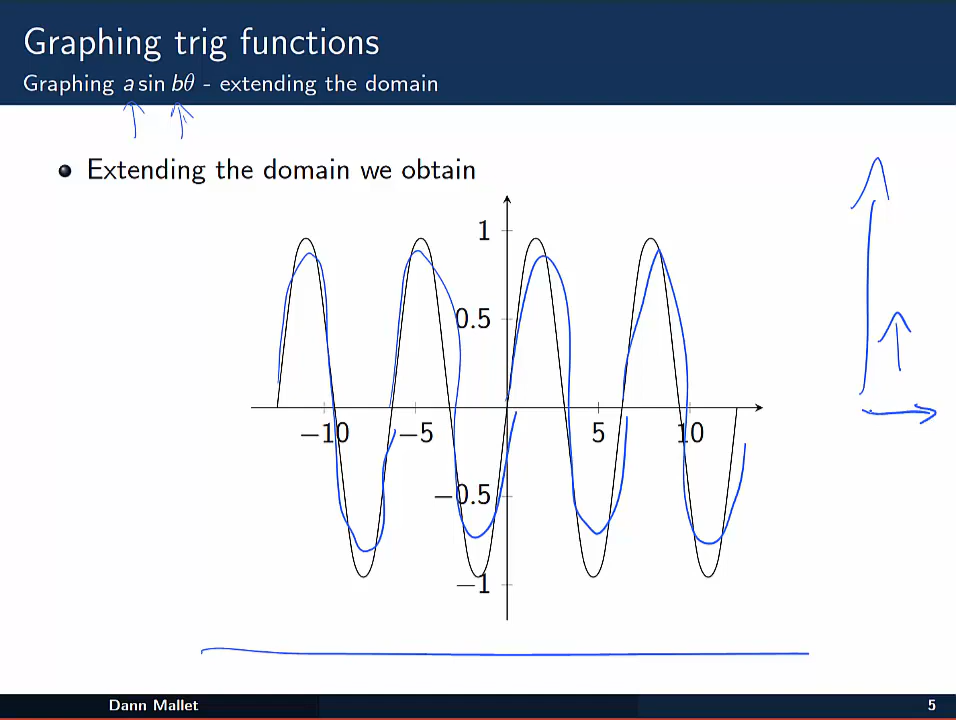 Graphing trig functions
Graphing a sin bθ - extending the domain
Extending the domain we obtain
1
0.5
−10 −5 5 10
−0.5
−1
Dann Mallet 5